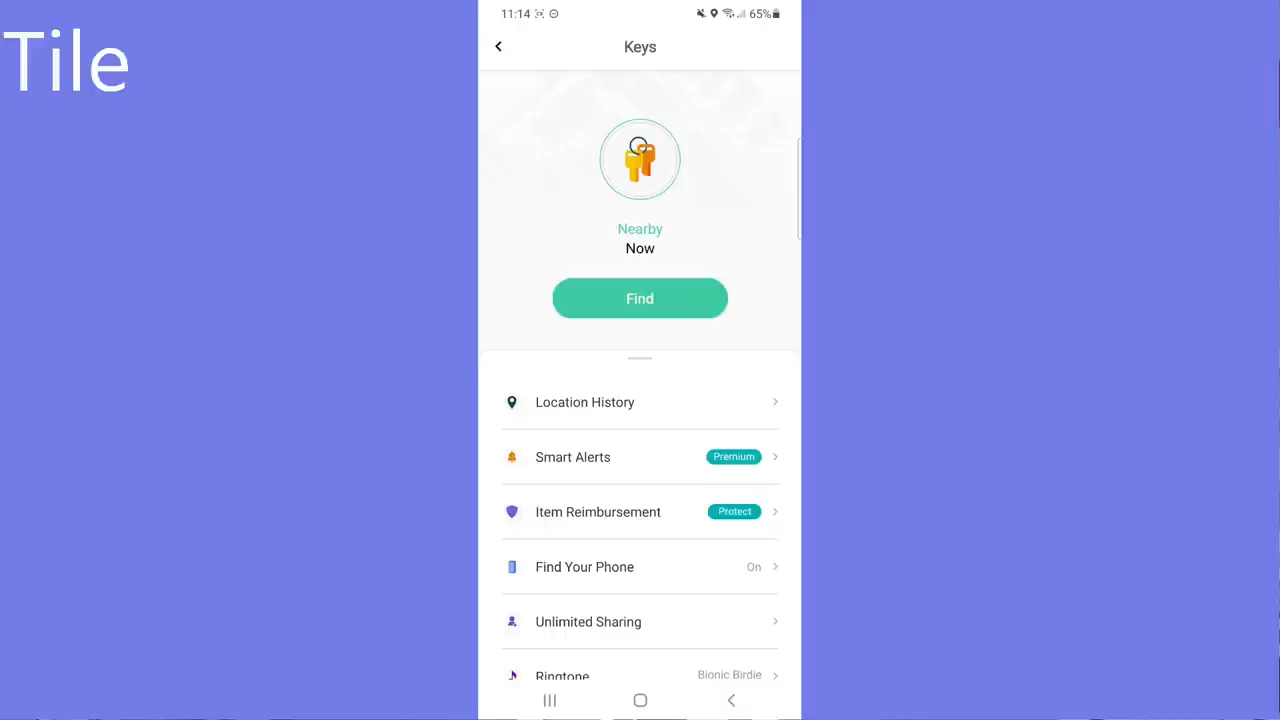 Tile
11:14 65%
Keys
Nearby
Now
Find
Location History
Smart Alerts Premium
Item Reimbursement Protect
Find Your Phone On
Unlimited Sharing
Ringtone Bionic Birdie